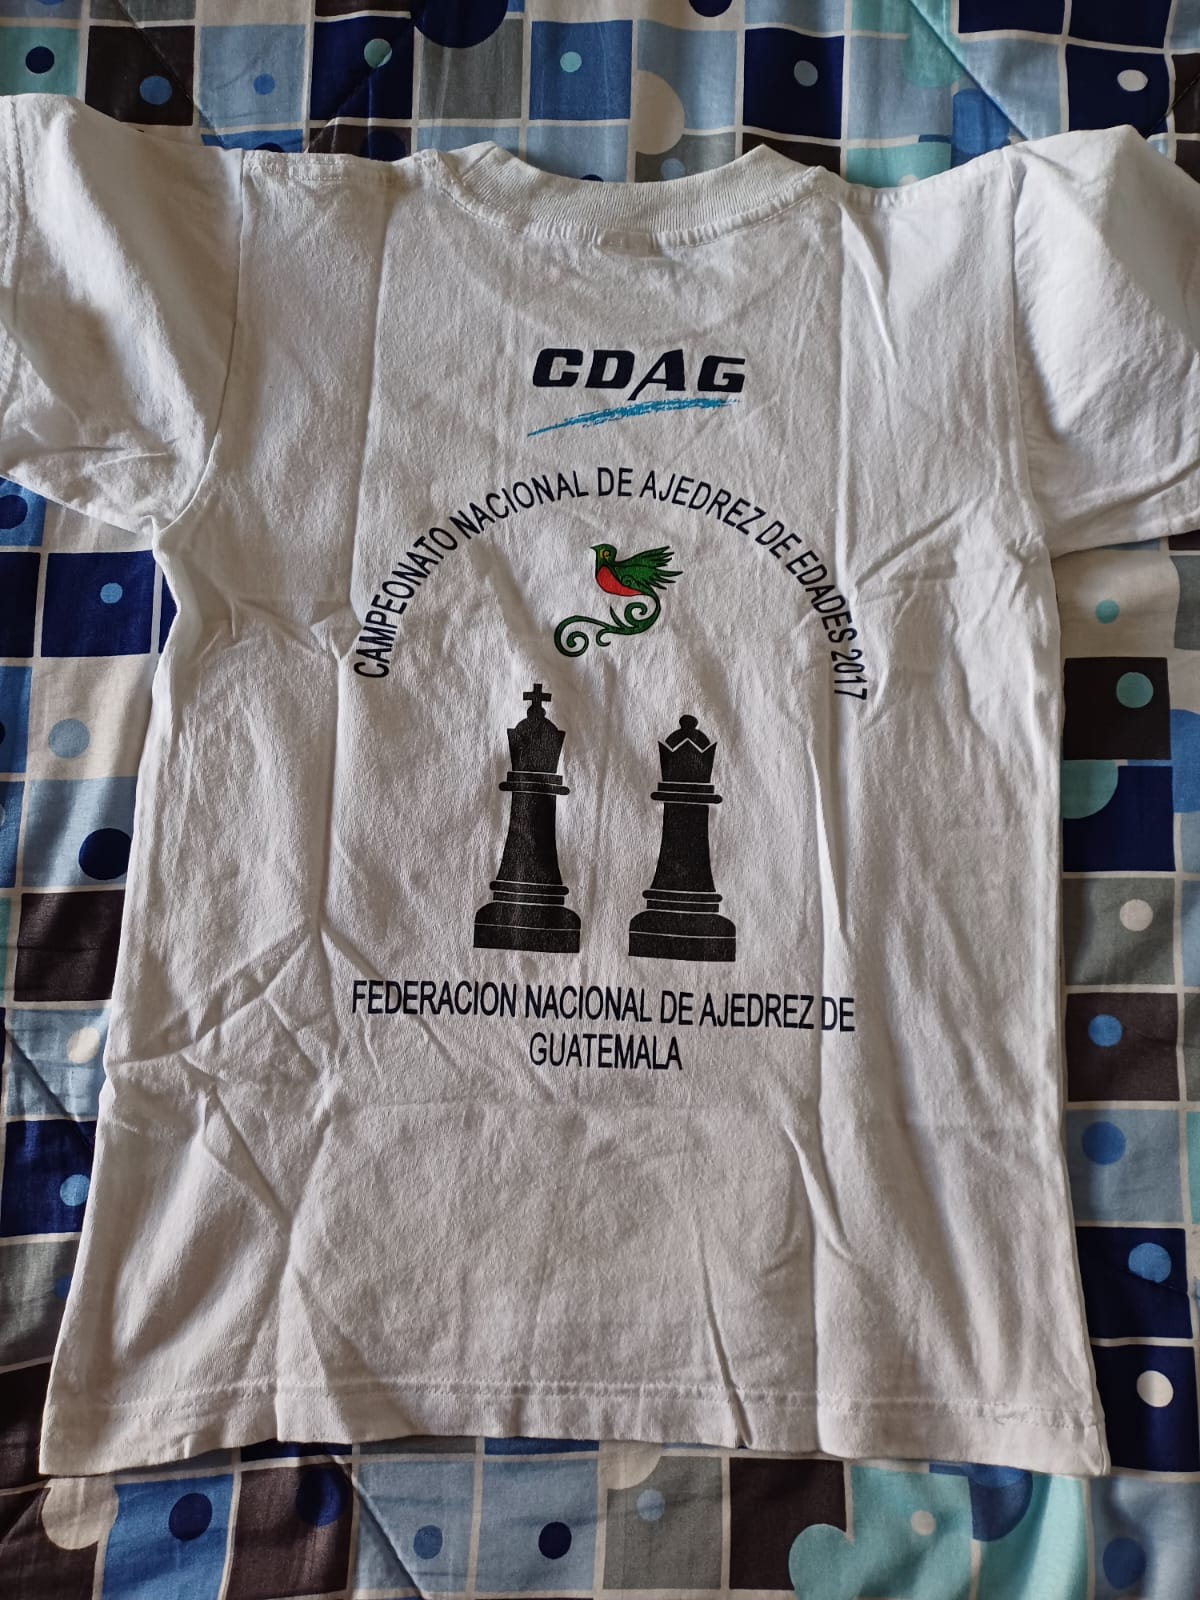 CDAG
CAMPEONATO NACIONAL DE AJEDREZ DE EDADES 2017
FEDERACION NACIONAL DE AJEDREZ DE
GUATEMALA